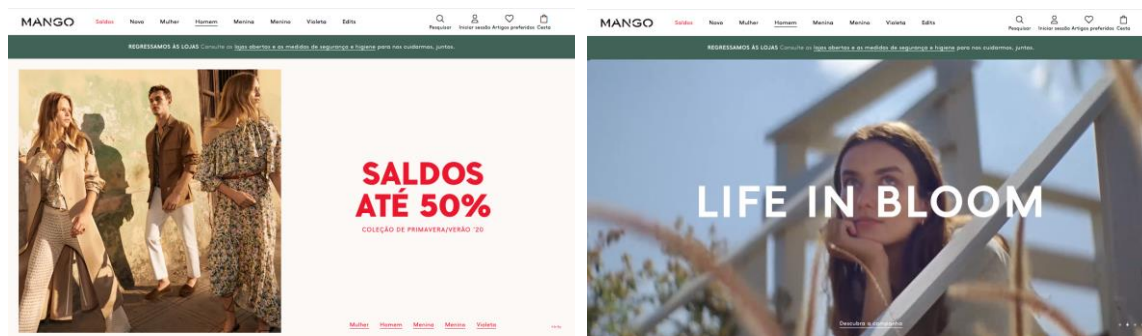 MANGO
Saldos Nova Mulher Homem Menina Menino Violeta Edits
Pesquisar Iniciar sessão Artigos preferidos Cesta
REGRESSAMOS ÀS LOJAS Consulte as lojas abertas e as medidas de segurança e higiene para nos cuidarmos, juntos.
SALDOS
ATÉ 50%
COLEÇÃO DE PRIMAVERA/VERÃO '20
Mulher Homem Menina Menino Violeta
MANGO
Saldos Nova Mulher Homem Menina Menino Violeta Edits
Pesquisar Iniciar sessão Artigos preferidos Cesta
REGRESSAMOS ÀS LOJAS Consulte as lojas abertas e as medidas de segurança e higiene para nos cuidarmos, juntos.
LIFE IN BLOOM
Descubra a campanha